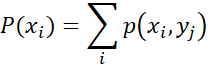 P(x_i) = \sum_i p(x_i, y_j)